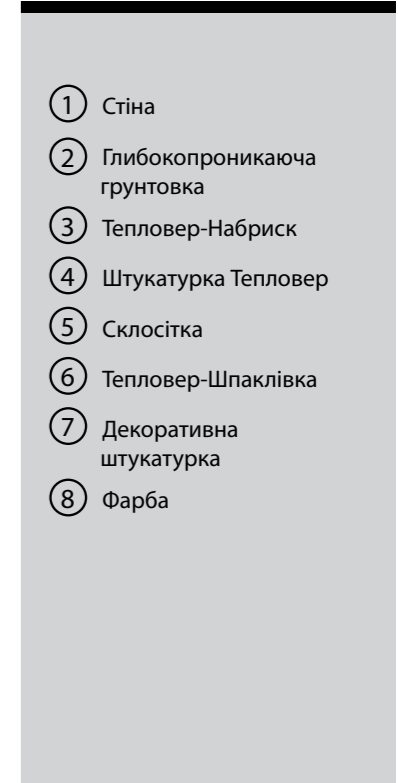 1 Стіна
2 Глибокопроникаюча
грунтовка
3 Тепловер-Набриск
4 Штукатурка Тепловер
5 Склосітка
6 Тепловер-Шпаклівка
7 Декоративна
штукатурка
8 Фарба